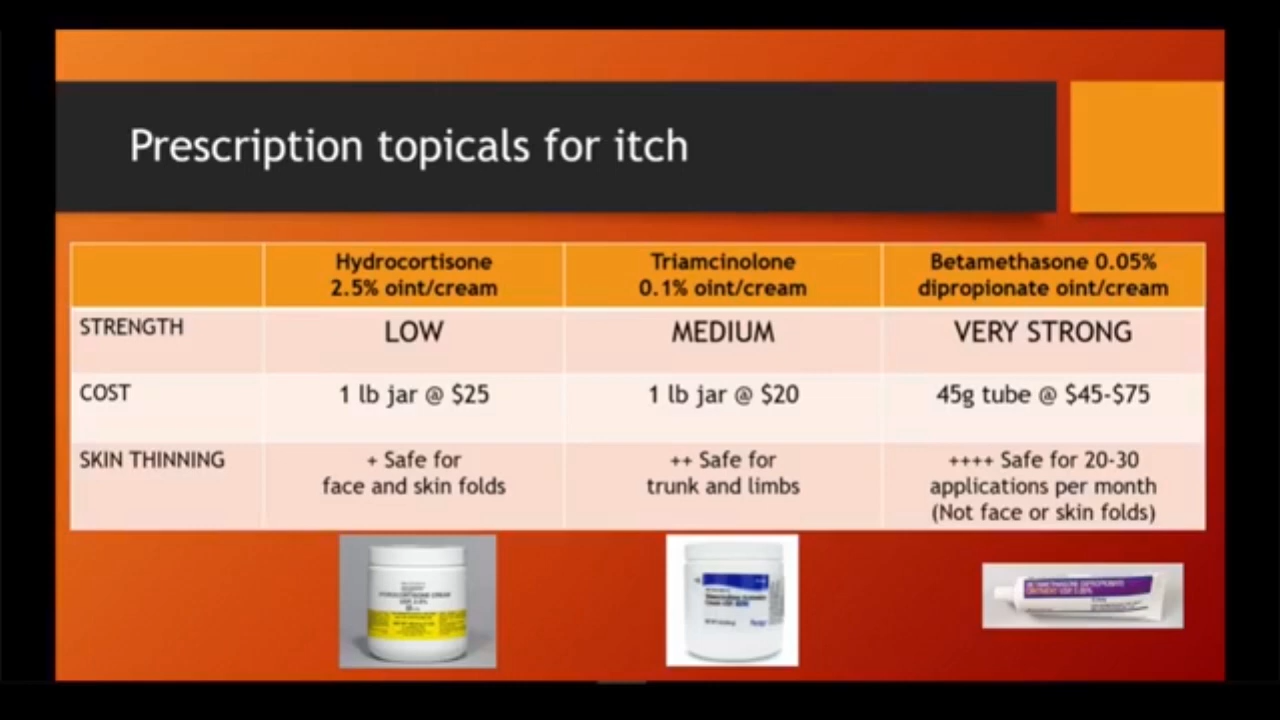 Prescription topicals for itch
Hydrocortisone
2.5% oint/cream
Triamcinolone
0.1% oint/cream
Betamethasone 0.05%
dipropionate oint/cream
STRENGTH
LOW
MEDIUM
VERY STRONG
COST
1 lb jar @ $25
1 lb jar @ $20
45g tube @ $45-$75
SKIN THINNING
+ Safe for
face and skin folds
++ Safe for
trunk and limbs
++++ Safe for 20-30
applications per month
(Not face or skin folds)